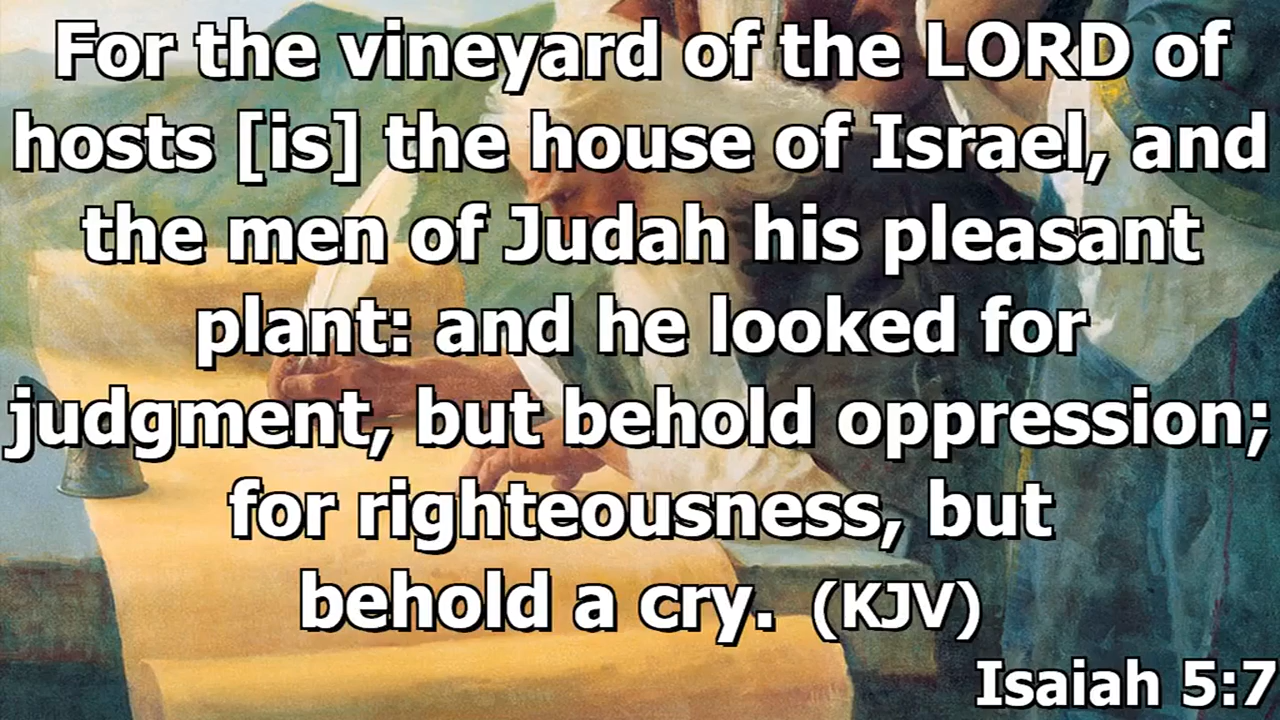 For the vineyard of the LORD of
hosts [is] the house of Israel, and
the men of Judah his pleasant
plant: and he looked for
judgment, but behold oppression;
for righteousness, but
behold a cry. (KJV)
Isaiah 5:7